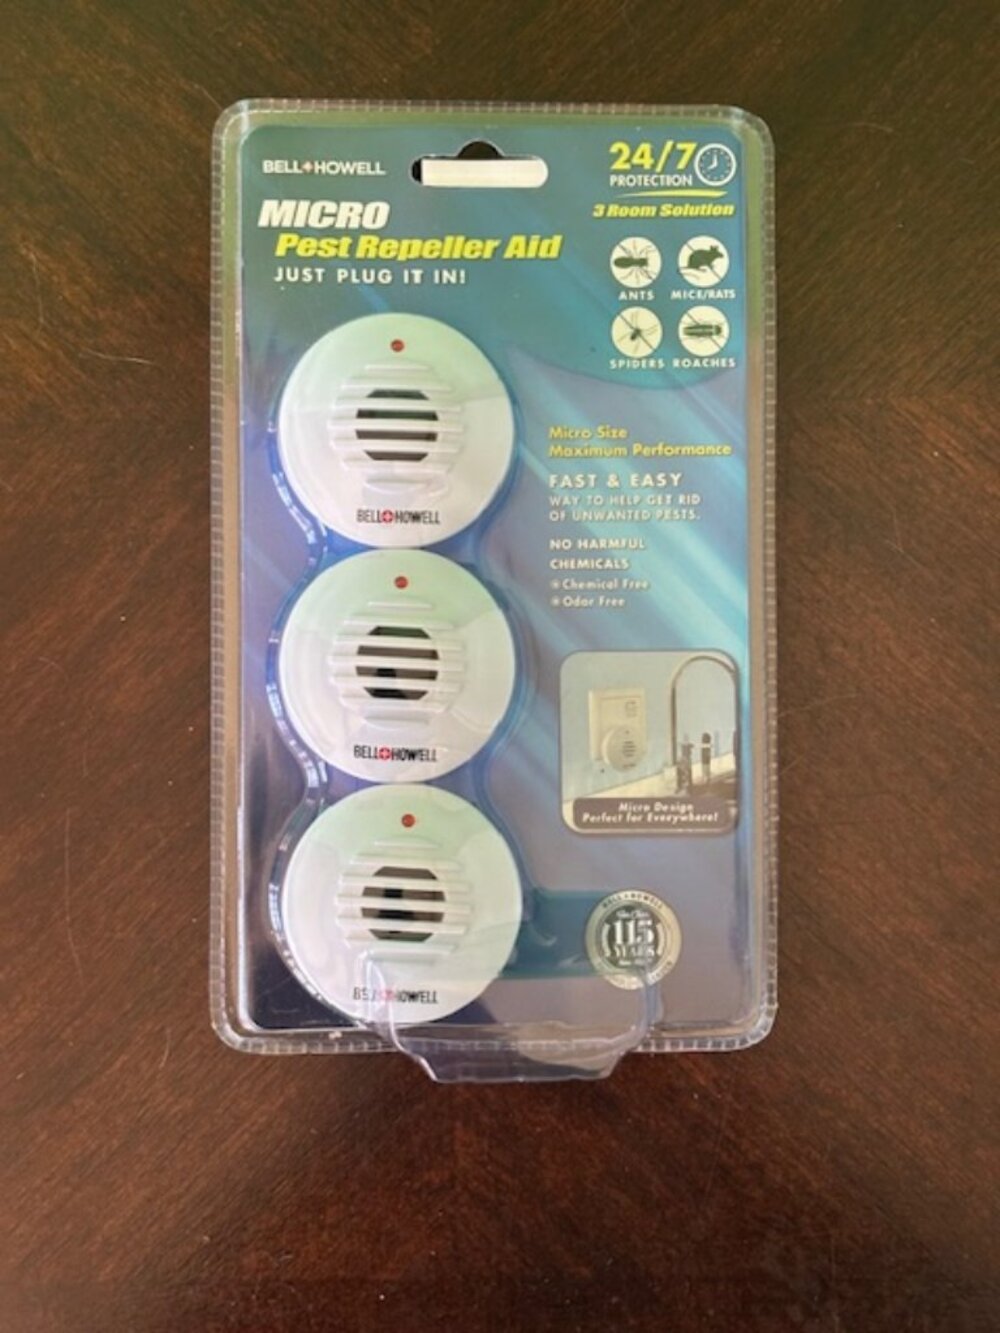 BELL+HOWELL
24/7
PROTECTION
3 Room Solution
MICRO
Pest Repeller Aid
JUST PLUG IT IN!
ANTS MICE/RATS
SPIDERS ROACHES
Micro Size
Maximum Performance
FAST & EASY
WAY TO HELP GET RID
OF UNWANTED PESTS.
NO HARMFUL
CHEMICALS
Chemical Free
Odor Free
BELL+HOWELL
BELL+HOWELL
BELL+HOWELL
Micro Design
Perfect for Everywhere!
BELL+HOWELL
115
YEARS